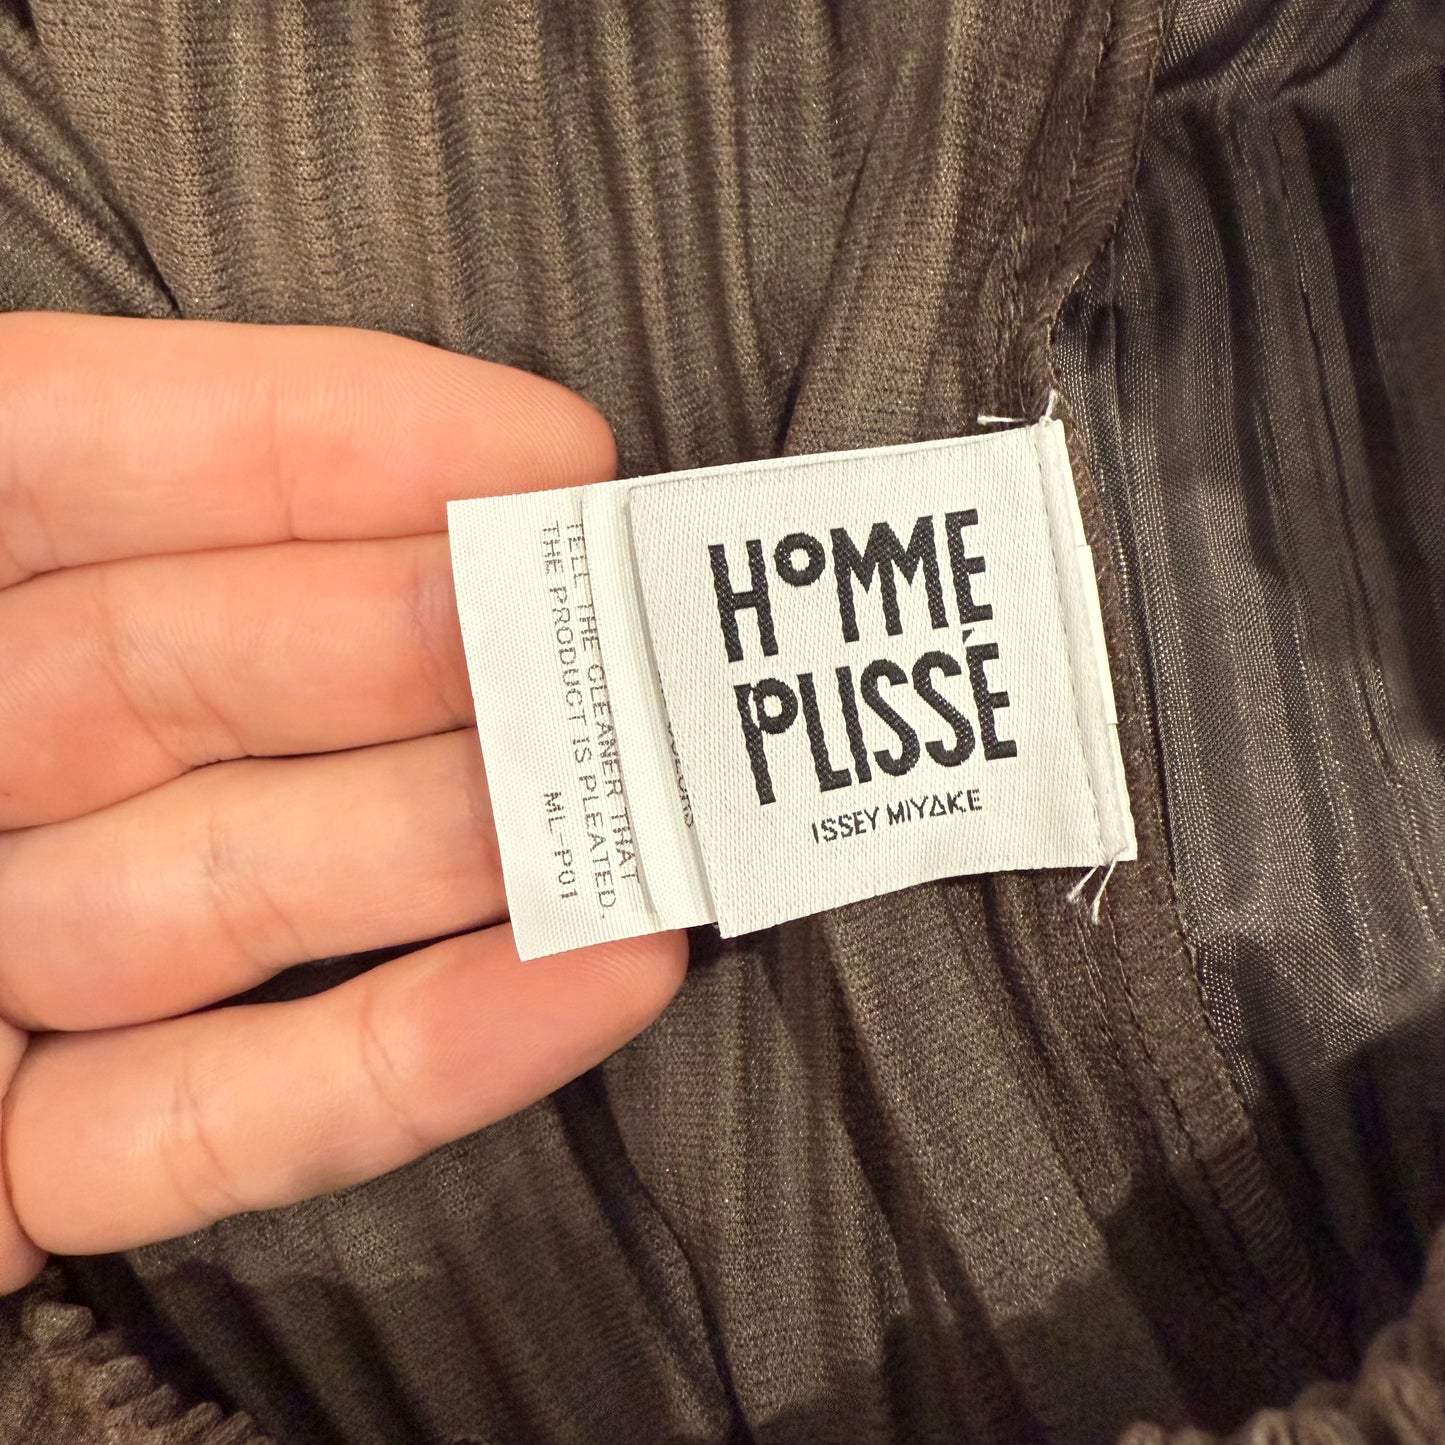 HOMME
PLISSÉ
ISSEY MIYAKE
TELL THE CLEANER THAT
THE PRODUCT IS PLEATED.
ML-P01